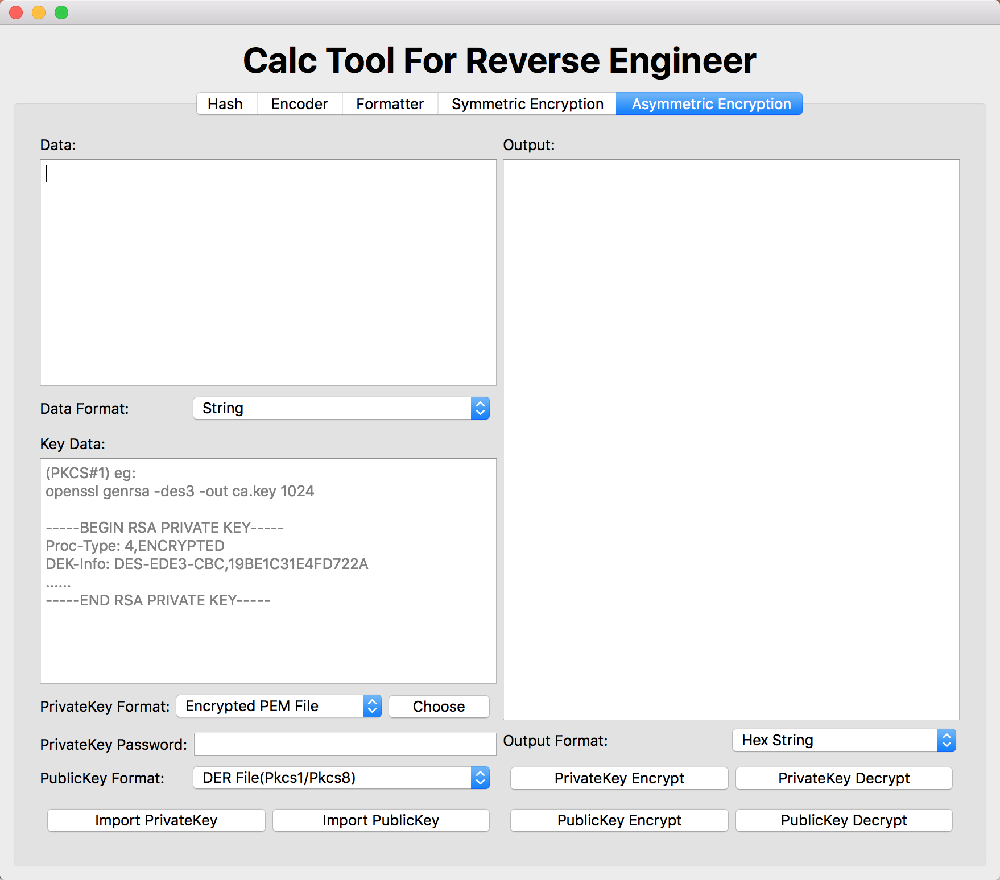 Calc Tool For Reverse Engineer
Hash Encoder Formatter Symmetric Encryption Asymmetric Encryption
Data:
Output:
Data Format: String
Key Data:
(PKCS#1) eg:
openssl genrsa -des3 -out ca.key 1024
-----BEGIN RSA PRIVATE KEY-----
Proc-Type: 4,ENCRYPTED
DEK-Info: DES-EDE3-CBC,19BE1C31E4FD722A
......
-----END RSA PRIVATE KEY-----
PrivateKey Format: Encrypted PEM File Choose
PrivateKey Password:
Output Format: Hex String
PublicKey Format: DER File(Pkcs1/Pkcs8)
PrivateKey Encrypt PrivateKey Decrypt
Import PrivateKey Import PublicKey
PublicKey Encrypt PublicKey Decrypt